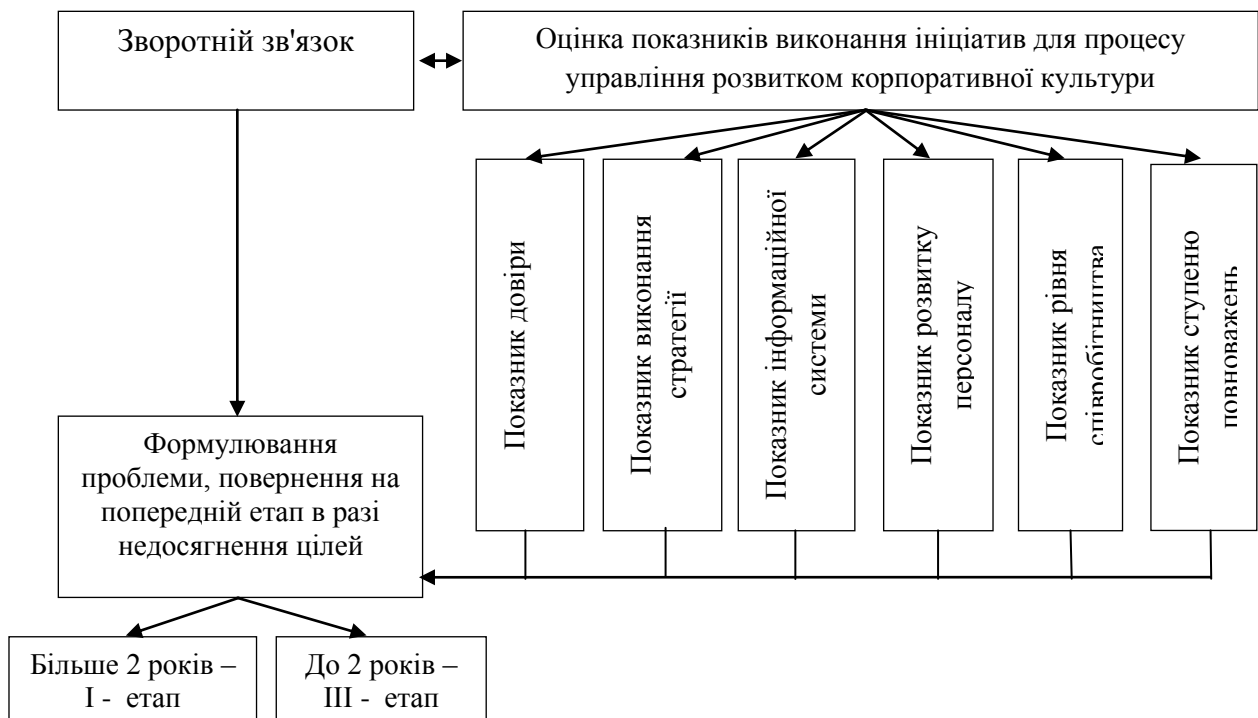 Зворотній зв'язок
Оцінка показників виконання ініціатив для процесу
управління розвитком корпоративної культури
Показник довіри
Показник виконання
стратегії
Показник інформаційної
системи
Показник розвитку
персоналу
Показник рівня
співробітництва
Показник ступеню
повноважень
Формулювання
проблеми, повернення на
попередній етап в разі
недосягнення цілей
Більше 2 років –
І -  етап
До 2 років –
ІІІ -  етап